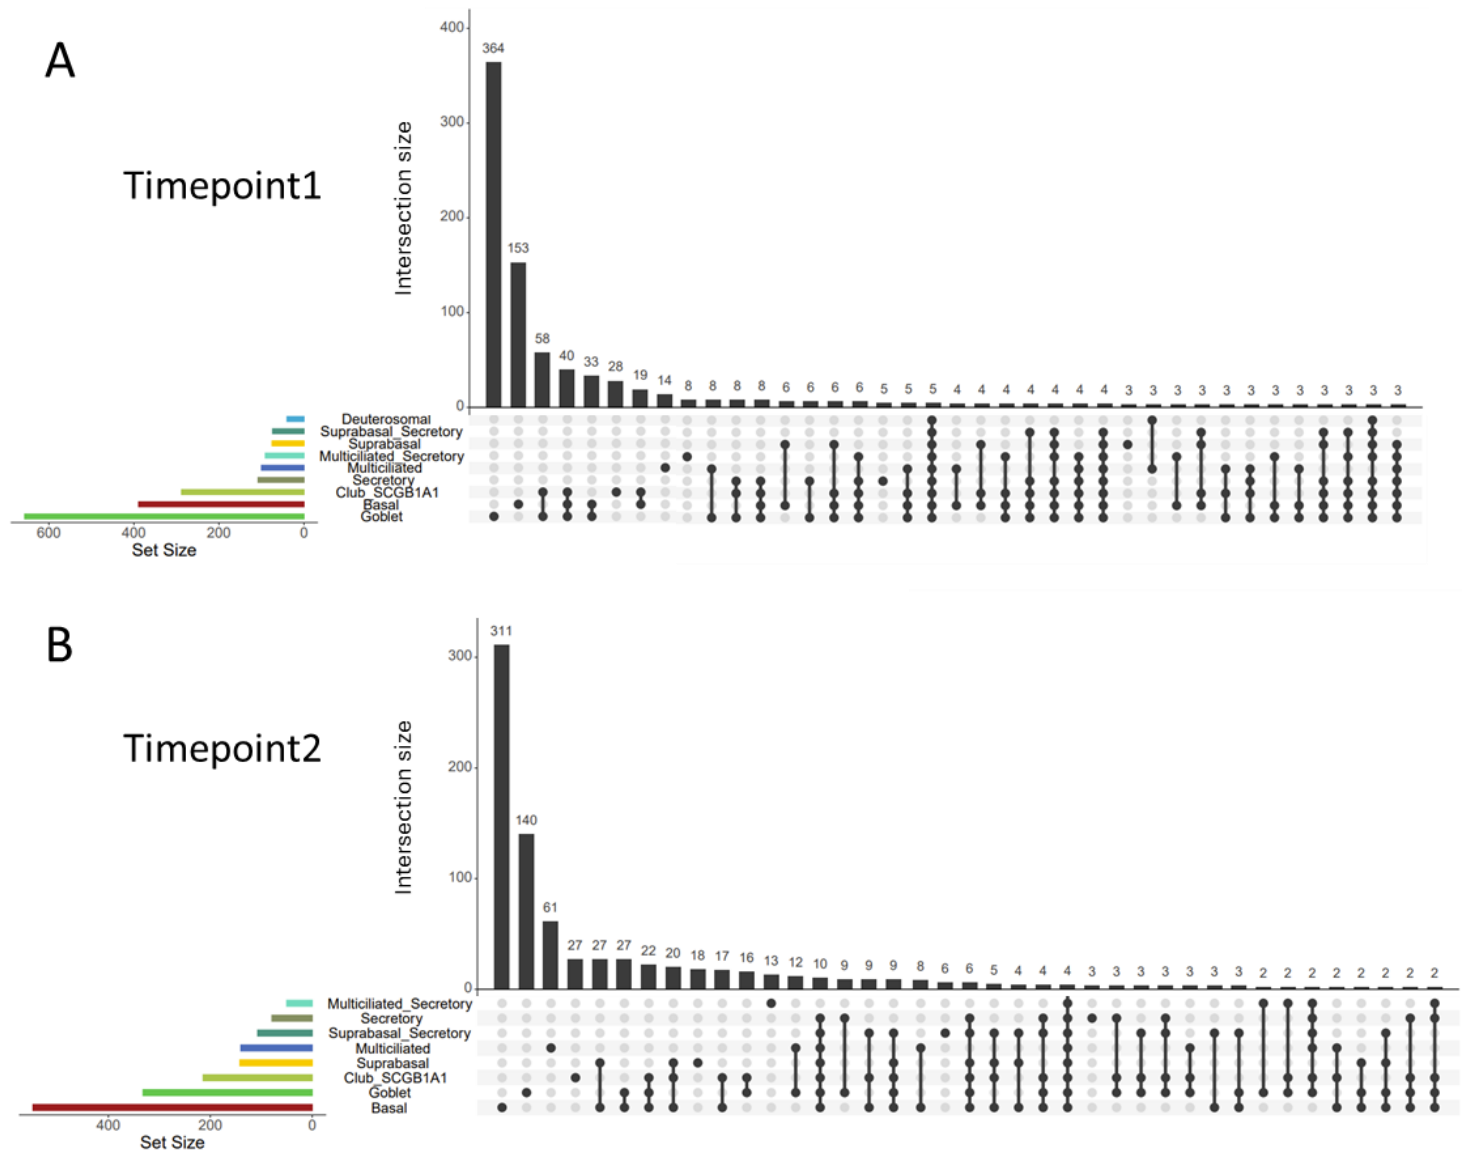 A
Timepoint1
Intersection size
400
300
200
100
0
364 153 58 40 33 28 19 14 8 8 8 8 6 6 6 6 5 5 5 4 4 4 4 4 4 4 3 3 3 3 3 3 3 3 3 3 3 3
Deuterosomal
Suprabasal_Secretory
Suprabasal
Multiciliated_Secretory
Multiciliated
Secretory
Club_SCGB1A1
Basal
Goblet
600 400 200 0
Set Size
B
Timepoint2
Intersection size
300
200
100
0
311 140 61 27 27 27 22 20 18 17 16 13 12 10 9 9 9 8 6 6 5 4 4 4 3 3 3 3 3 3 3 2 2 2 2 2 2 2 2
Multiciliated_Secretory
Secretory
Suprabasal_Secretory
Multiciliated
Suprabasal
Club_SCGB1A1
Goblet
Basal
400 200 0
Set Size